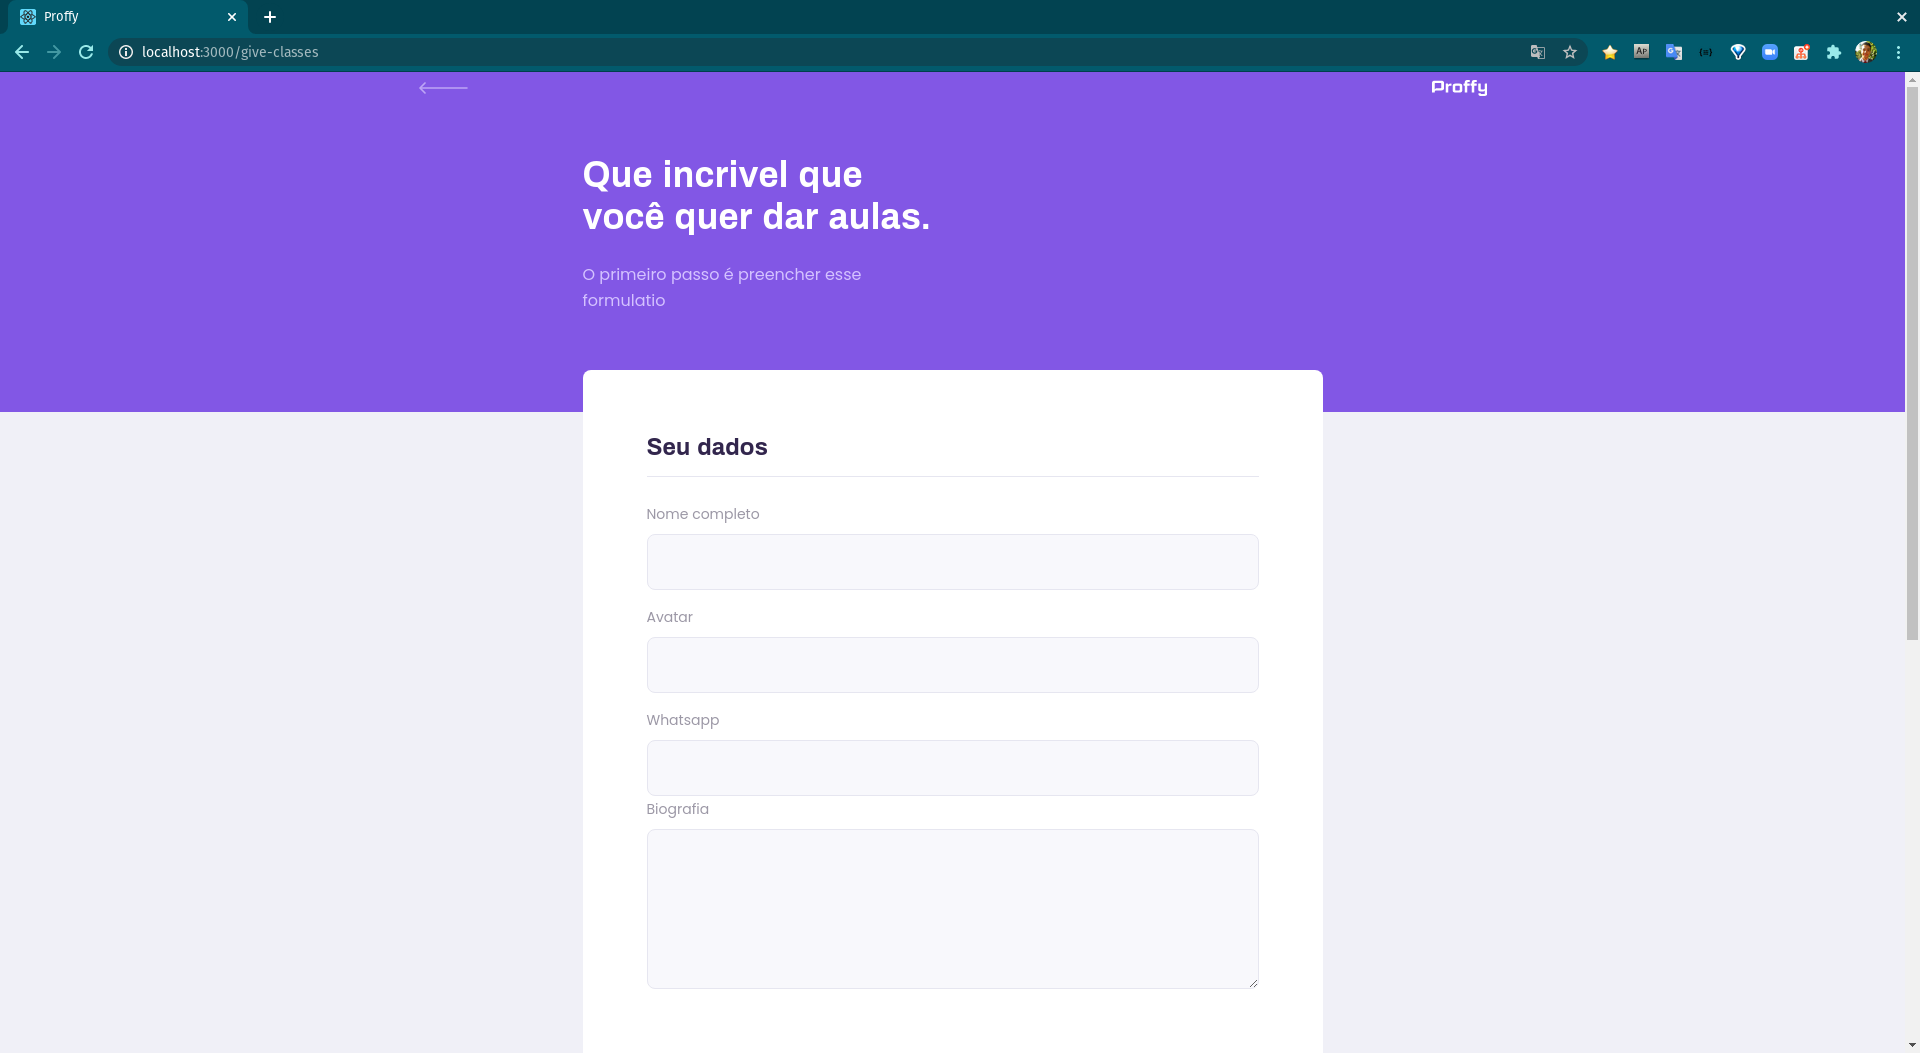 Proffy
localhost:3000/give-classes
Proffy
Que incrivel que
você quer dar aulas.
O primeiro passo é preencher esse
formulatio
Seu dados
Nome completo
Avatar
Whatsapp
Biografia